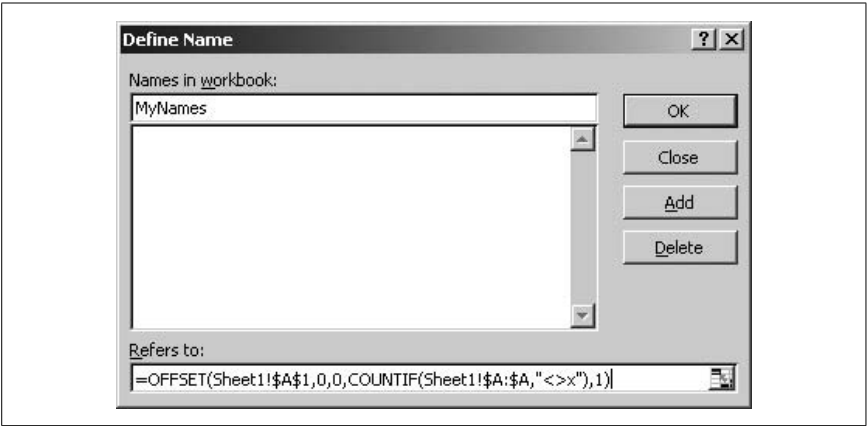 Define Name
Names in workbook:
MyNames
OK
Close
Add
Delete
Refers to:
=OFFSET(Sheet1!$A$1,0,0,COUNTIF(Sheet1!$A:$A,"<>x"),1)